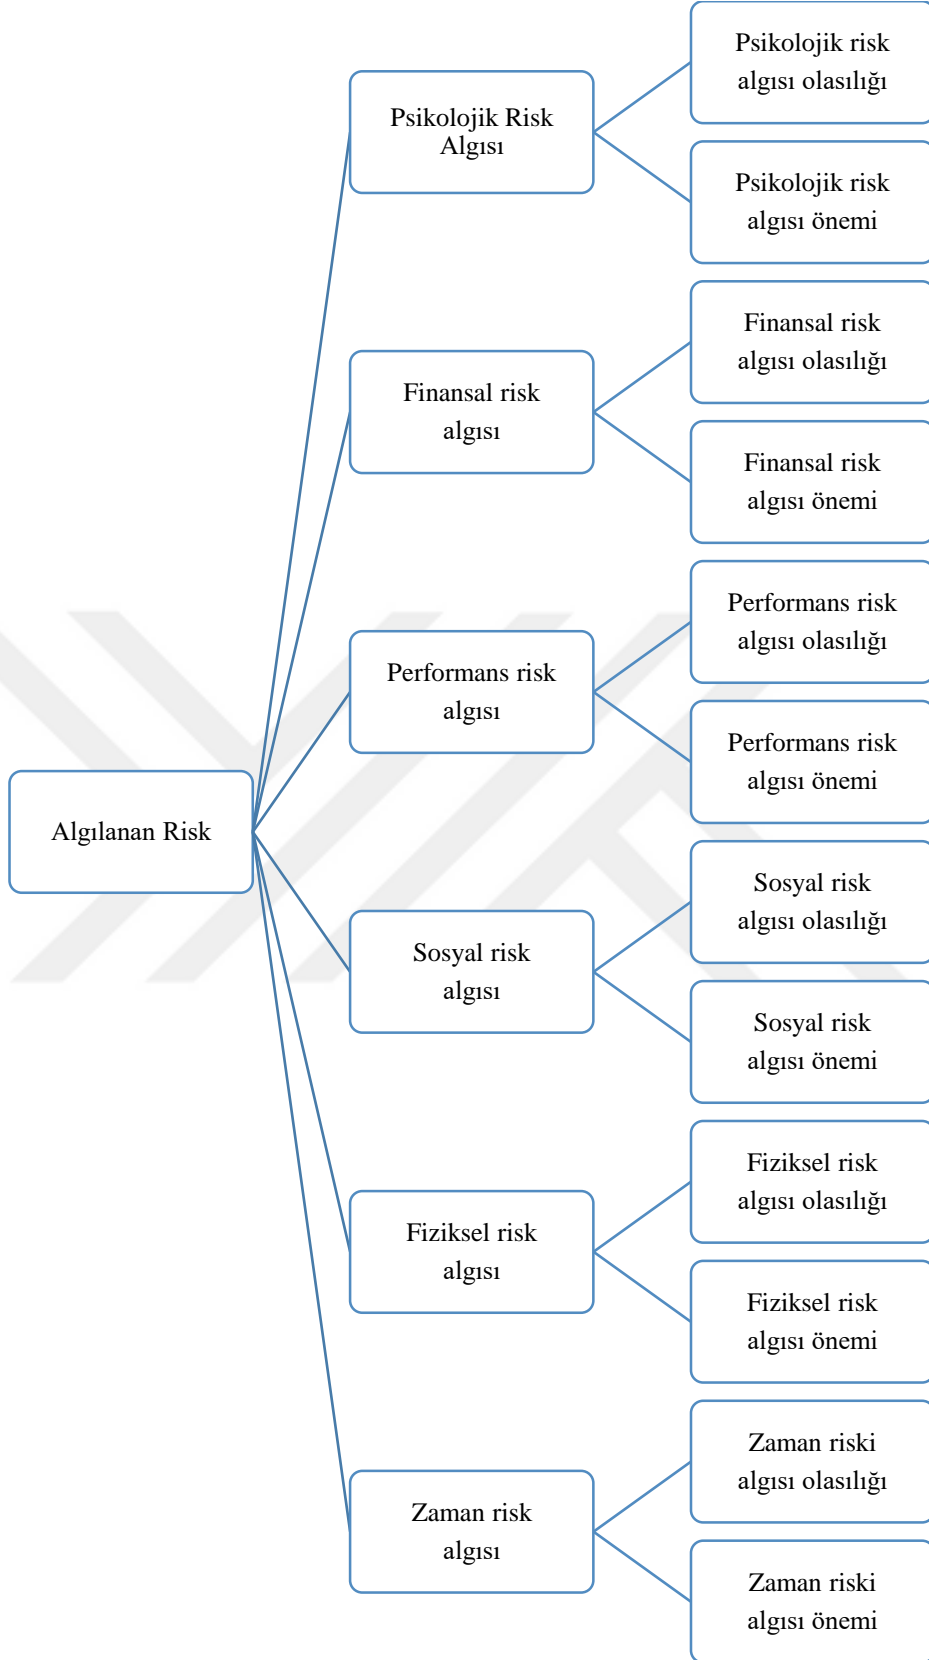 Psikolojik risk
algısı olasılığı
Psikolojik Risk
Algısı
Psikolojik risk
algısı önemi
Finansal risk
algısı olasılığı
Finansal risk
algısı
Finansal risk
algısı önemi
Performans risk
algısı olasılığı
Performans risk
algısı
Performans risk
algısı önemi
Algılanan Risk
Sosyal risk
algısı olasılığı
Sosyal risk
algısı
Sosyal risk
algısı önemi
Fiziksel risk
algısı olasılığı
Fiziksel risk
algısı
Fiziksel risk
algısı önemi
Zaman riski
algısı olasılığı
Zaman risk
algısı
Zaman riski
algısı önemi